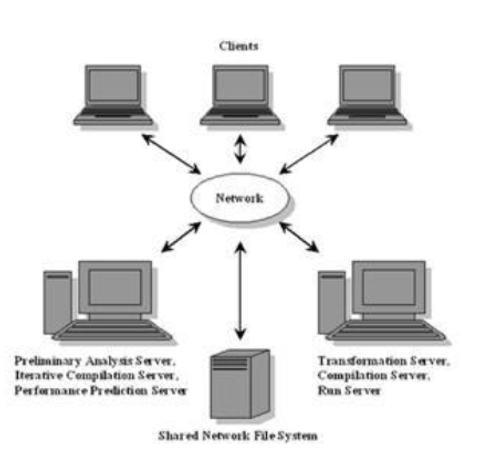 Clients
Network
Preliminary Analysis Server,
Iterative Compilation Server,
Performance Prediction Server
Transformation Server,
Compilation Server,
Run Server
Shared Network File System